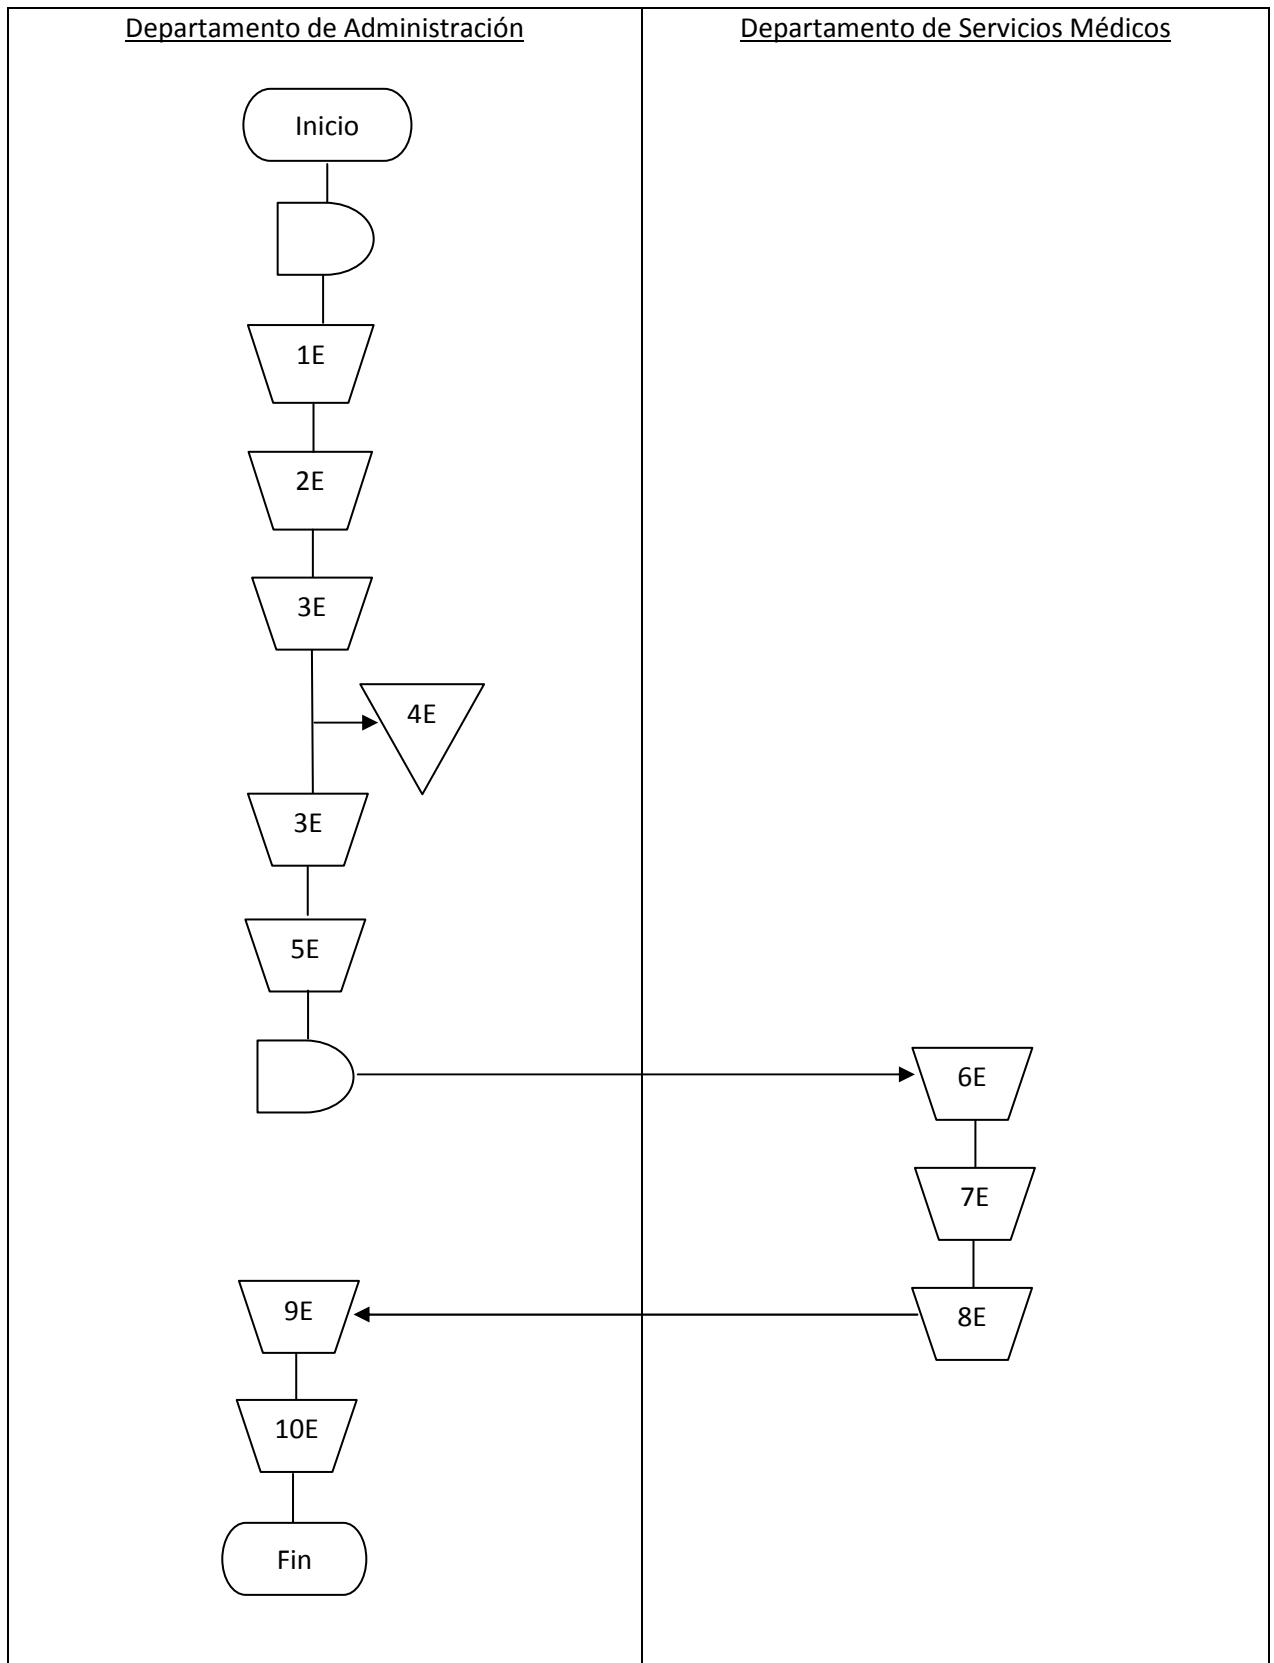 Departamento de Administración
Departamento de Servicios Médicos
Inicio
1E
2E
3E
4E
3E
5E
6E
7E
8E
9E
10E
Fin